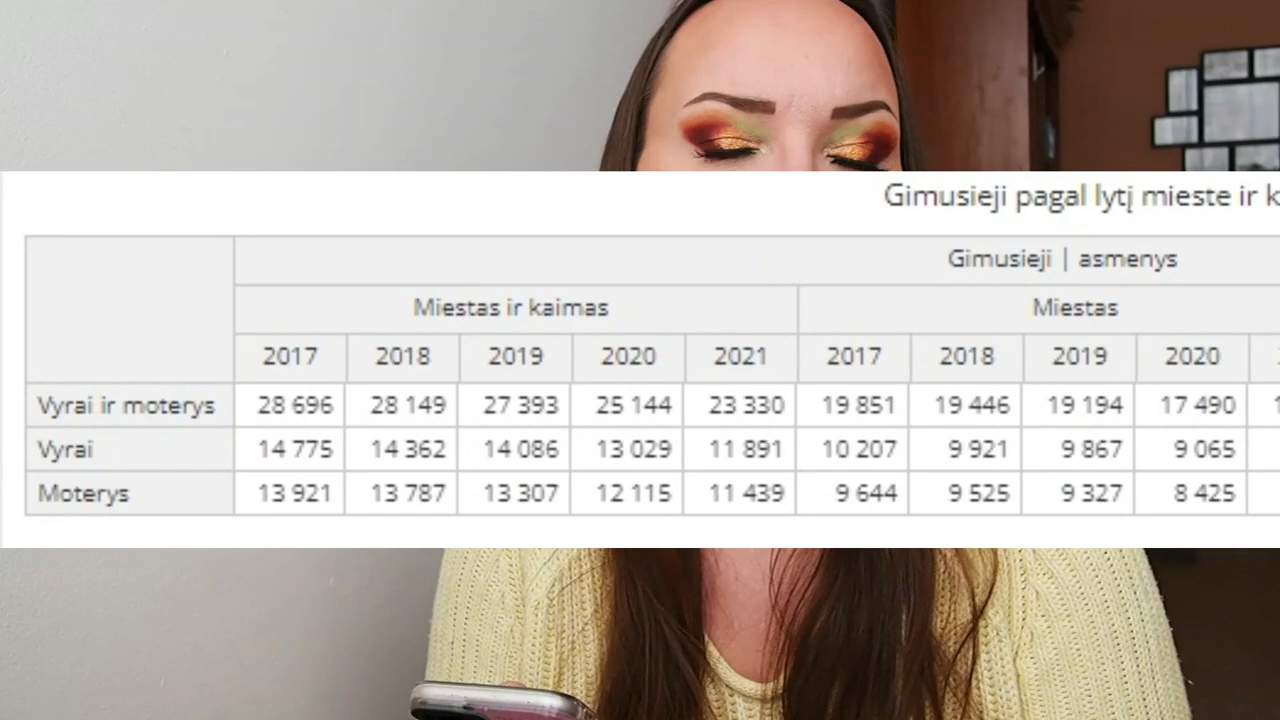 Gimusieji pagal lytį mieste ir
Gimusieji | asmenys
Miestas ir kaimas Miestas
2017 2018 2019 2020 2021 2017 2018 2019 2020
Vyrai ir moterys 28 696 28 149 27 393 25 144 23 330 19 851 19 446 19 194 17 490
Vyrai 14 775 14 362 14 086 13 029 11 891 10 207 9 921 9 867 9 065
Moterys 13 921 13 787 13 307 12 115 11 439 9 644 9 525 9 327 8 425